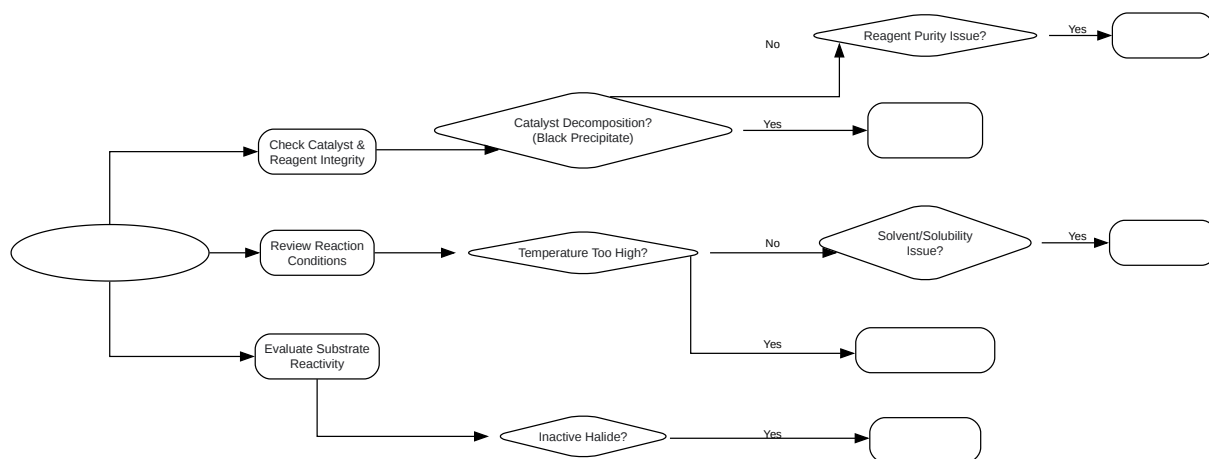 No
Reagent Purity Issue?
Yes
Catalyst Decomposition?
(Black Precipitate)
Yes
Check Catalyst &
Reagent Integrity
Review Reaction
Conditions
Temperature Too High?
No
Solvent/Solubility
Issue?
Yes
Yes
Evaluate Substrate
Reactivity
Inactive Halide?
Yes